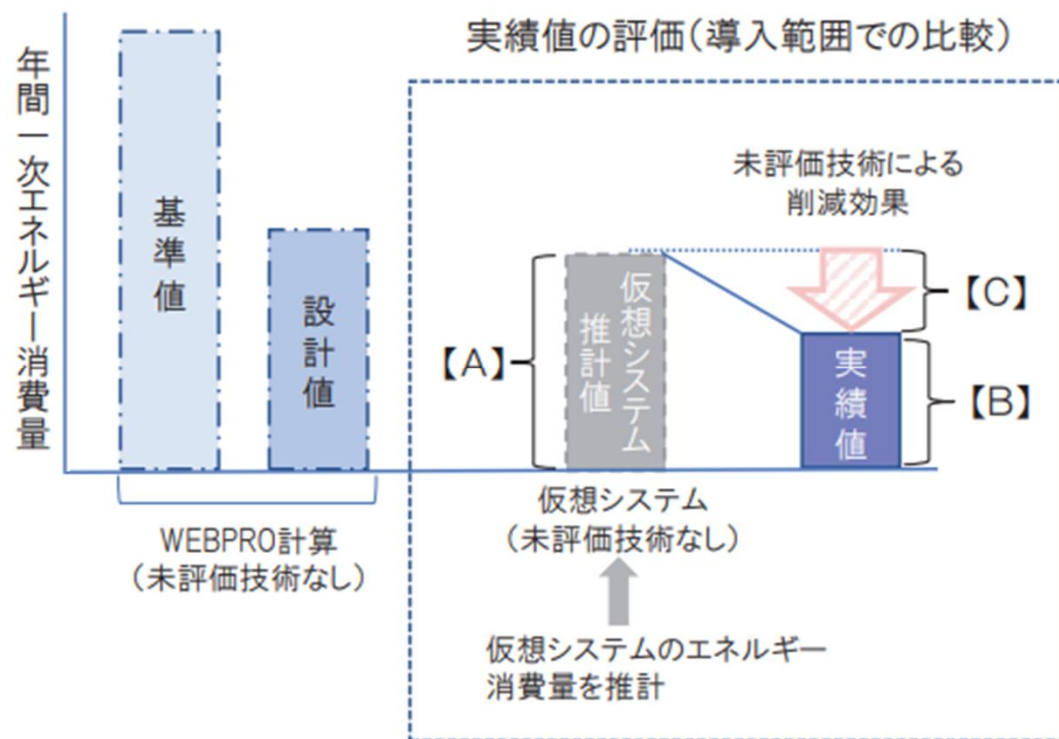 実績値の評価(導入範囲での比較)
年間一次エネルギー消費量
基準値
設計値
WEBPRO計算
(未評価技術なし)
未評価技術による
削減効果
【A】
仮想システム
推計値
【C】
実績値
【B】
仮想システム
(未評価技術なし)
仮想システムのエネルギー
消費量を推計